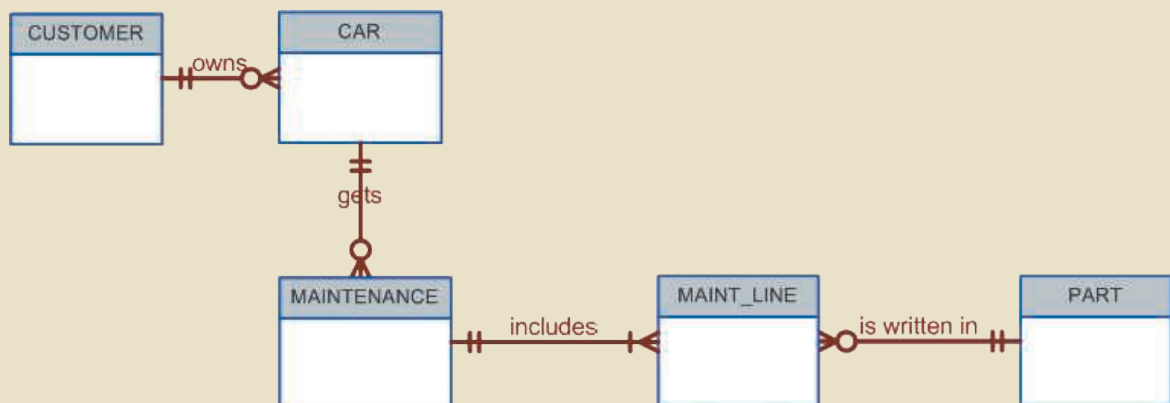 CUSTOMER
CAR
owns
gets
MAINTENANCE
MAINT_LINE
PART
includes
is written in